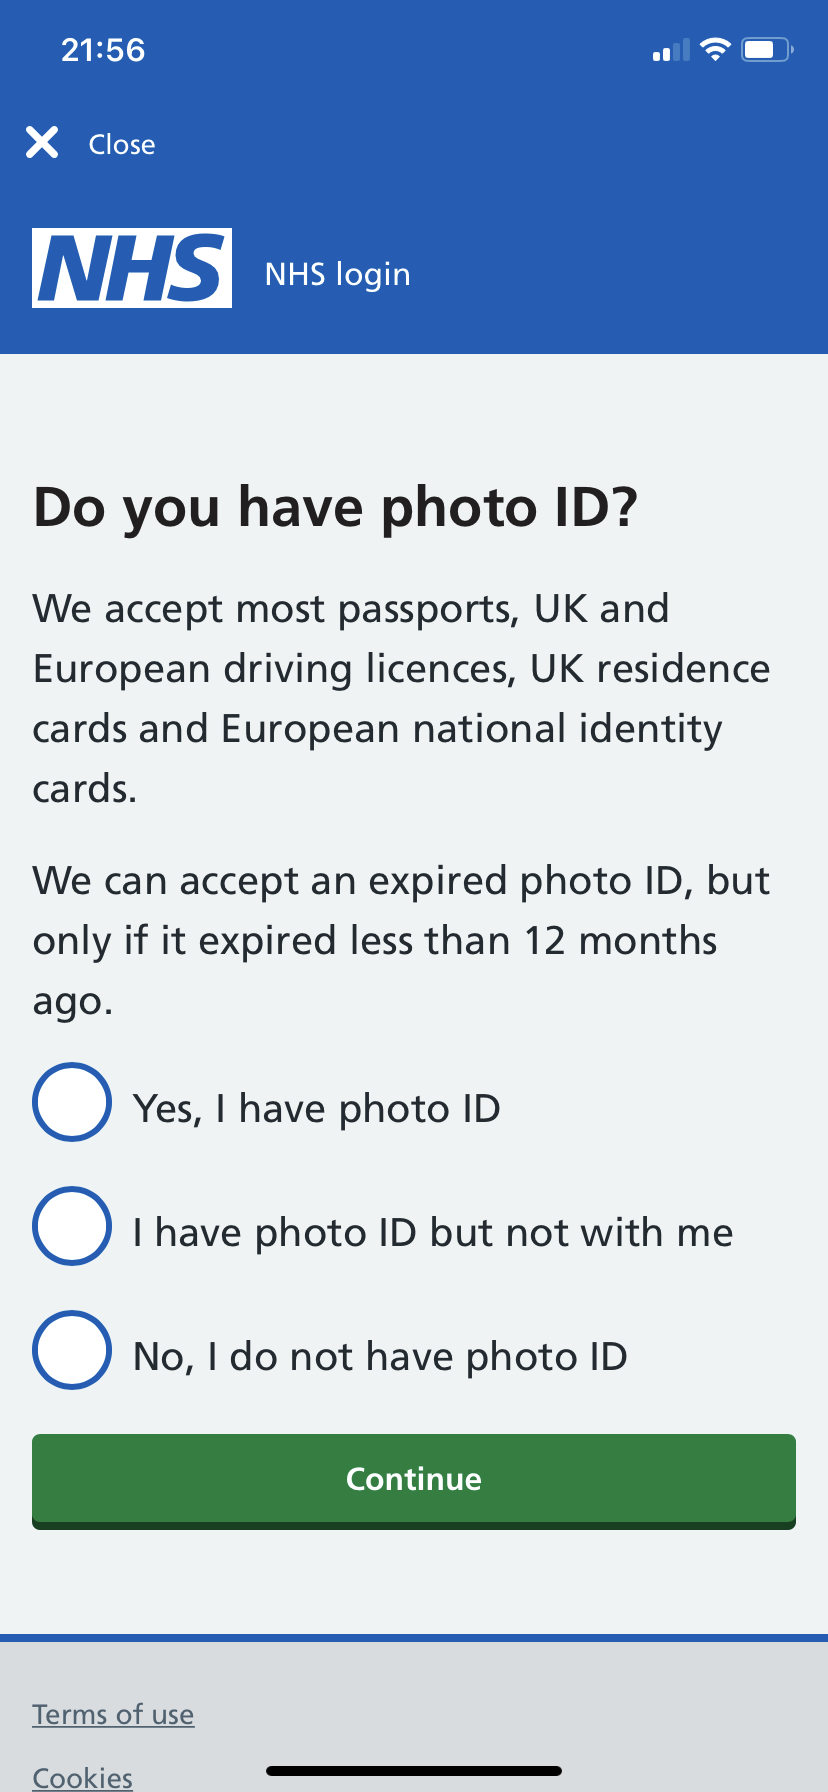 21:56
Close
NHS
NHS login
Do you have photo ID?
We accept most passports, UK and
European driving licences, UK residence
cards and European national identity
cards.
We can accept an expired photo ID, but
only if it expired less than 12 months
ago.
Yes, I have photo ID
I have photo ID but not with me
No, I do not have photo ID
Continue
Terms of use
Cookies